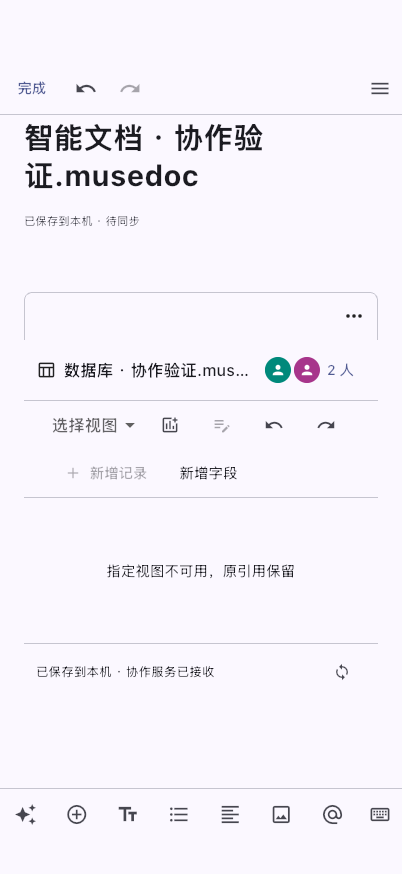 完成
智能文档 · 协作验
证.musedoc
已保存到本机 · 待同步
数据库 · 协作验证.mus...
2 人
选择视图
新增记录
新增字段
指定视图不可用，原引用保留
已保存到本机 · 协作服务已接收